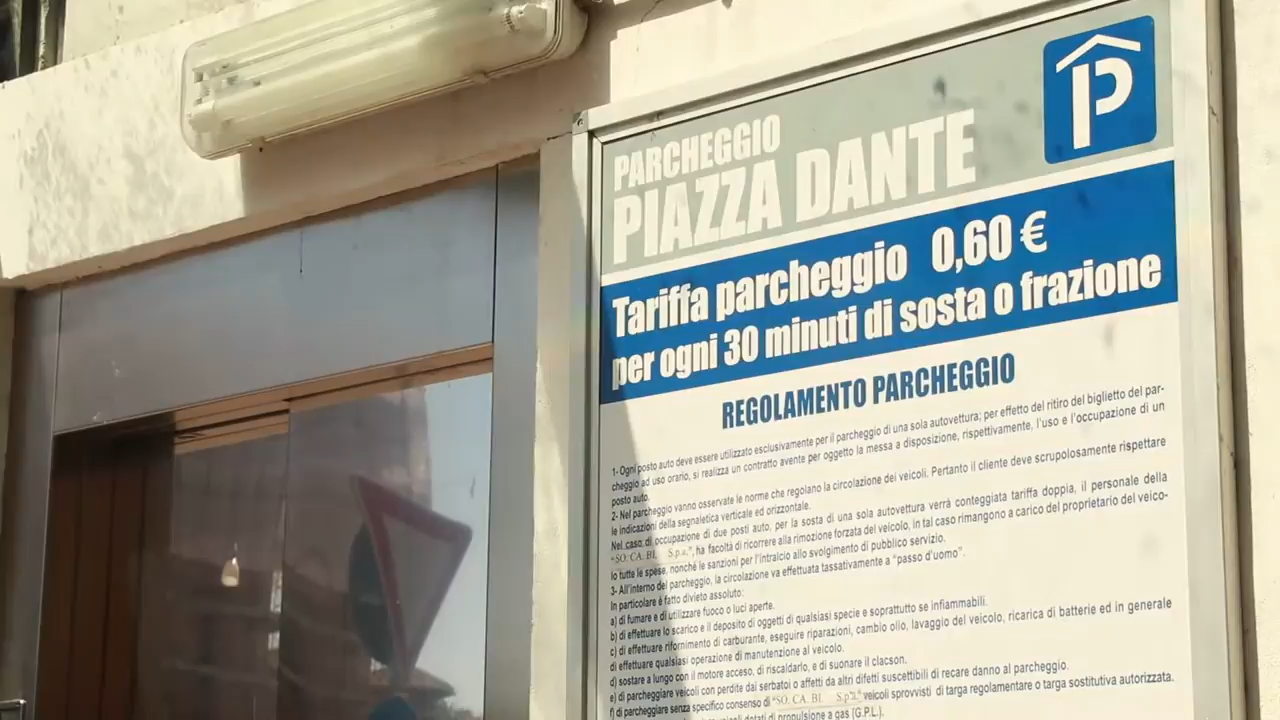 P
PARCHEGGIO
PIAZZA DANTE
Tariffa parcheggio 0,60 €
per ogni 30 minuti di sosta o frazione
REGOLAMENTO PARCHEGGIO
1- Ogni posto auto deve essere utilizzato esclusivamente per il parcheggio di una sola autovettura; per effetto del ritiro del biglietto del par-
cheggio ad uso orario, si realizza un contratto avente per oggetto la messa a disposizione, rispettivamente, l'uso e l'occupazione di un
posto auto.
2- Nel parcheggio vanno osservate le norme che regolano la circolazione dei veicoli. Pertanto il cliente deve scrupolosamente rispettare
le indicazioni della segnaletica verticale ed orizzontale.
Nel caso di occupazione di due posti auto, per la sosta di una sola autovettura verrà conteggiata tariffa doppia, il personale della
"SO. CA. BI. S.p.a.", ha facoltà di ricorrere alla rimozione forzata del veicolo, in tal caso rimangono a carico del proprietario del veico-
lo tutte le spese, nonché le sanzioni per l'intralcio allo svolgimento di pubblico servizio.
3- All'interno del parcheggio, la circolazione va effettuata tassativamente a "passo d'uomo".
In particolare è fatto divieto assoluto:
a) di fumare e di utilizzare fuoco o luci aperte.
b) di effettuare lo scarico e il deposito di oggetti di qualsiasi specie e soprattutto se infiammabili.
c) di effettuare rifornimento di carburante, eseguire riparazioni, cambio olio, lavaggio del veicolo, ricarica di batterie ed in generale
di effettuare qualsiasi operazione di manutenzione al veicolo.
d) sostare a lungo con il motore acceso, di riscaldarlo, e di suonare il clacson.
e) di parcheggiare veicoli con perdite dai serbatoi o affetti da altri difetti suscettibili di recare danno al parcheggio.
f) di parcheggiare senza specifico consenso di "SO. CA. BI. S.p.a." veicoli sprovvisti di targa regolamentare o targa sostitutiva autorizzata.
veicoli dotati di propulsione a gas (G.P.L.).